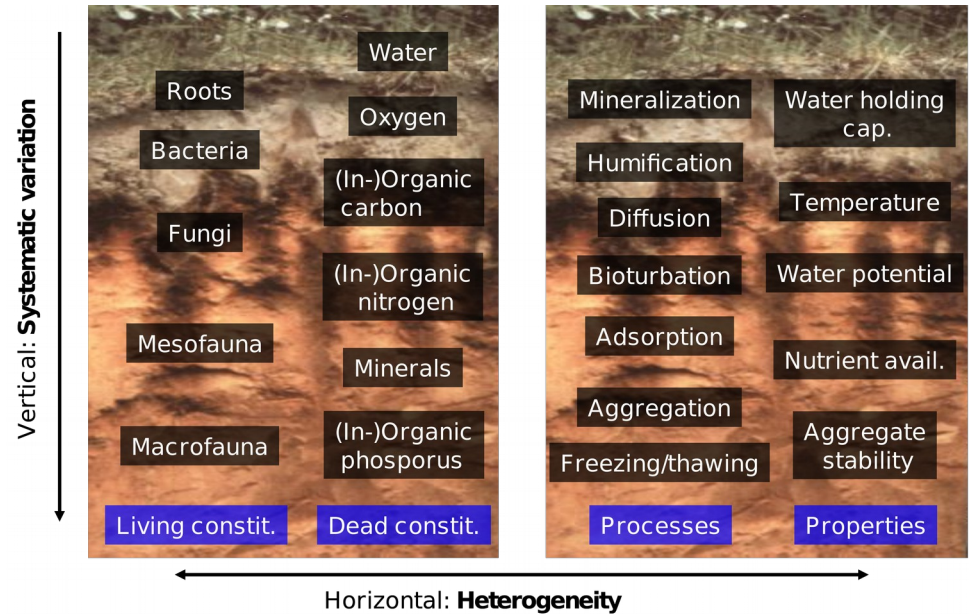 Vertical: Systematic variation
Water
Roots
Oxygen
Bacteria
(In-)Organic
carbon
Fungi
(In-)Organic
nitrogen
Mesofauna
Minerals
Macrofauna
(In-)Organic
phosporus
Living constit.
Dead constit.
Mineralization
Water holding
cap.
Humification
Temperature
Diffusion
Bioturbation
Water potential
Adsorption
Nutrient avail.
Aggregation
Aggregate
stability
Freezing/thawing
Processes
Properties
Horizontal: Heterogeneity